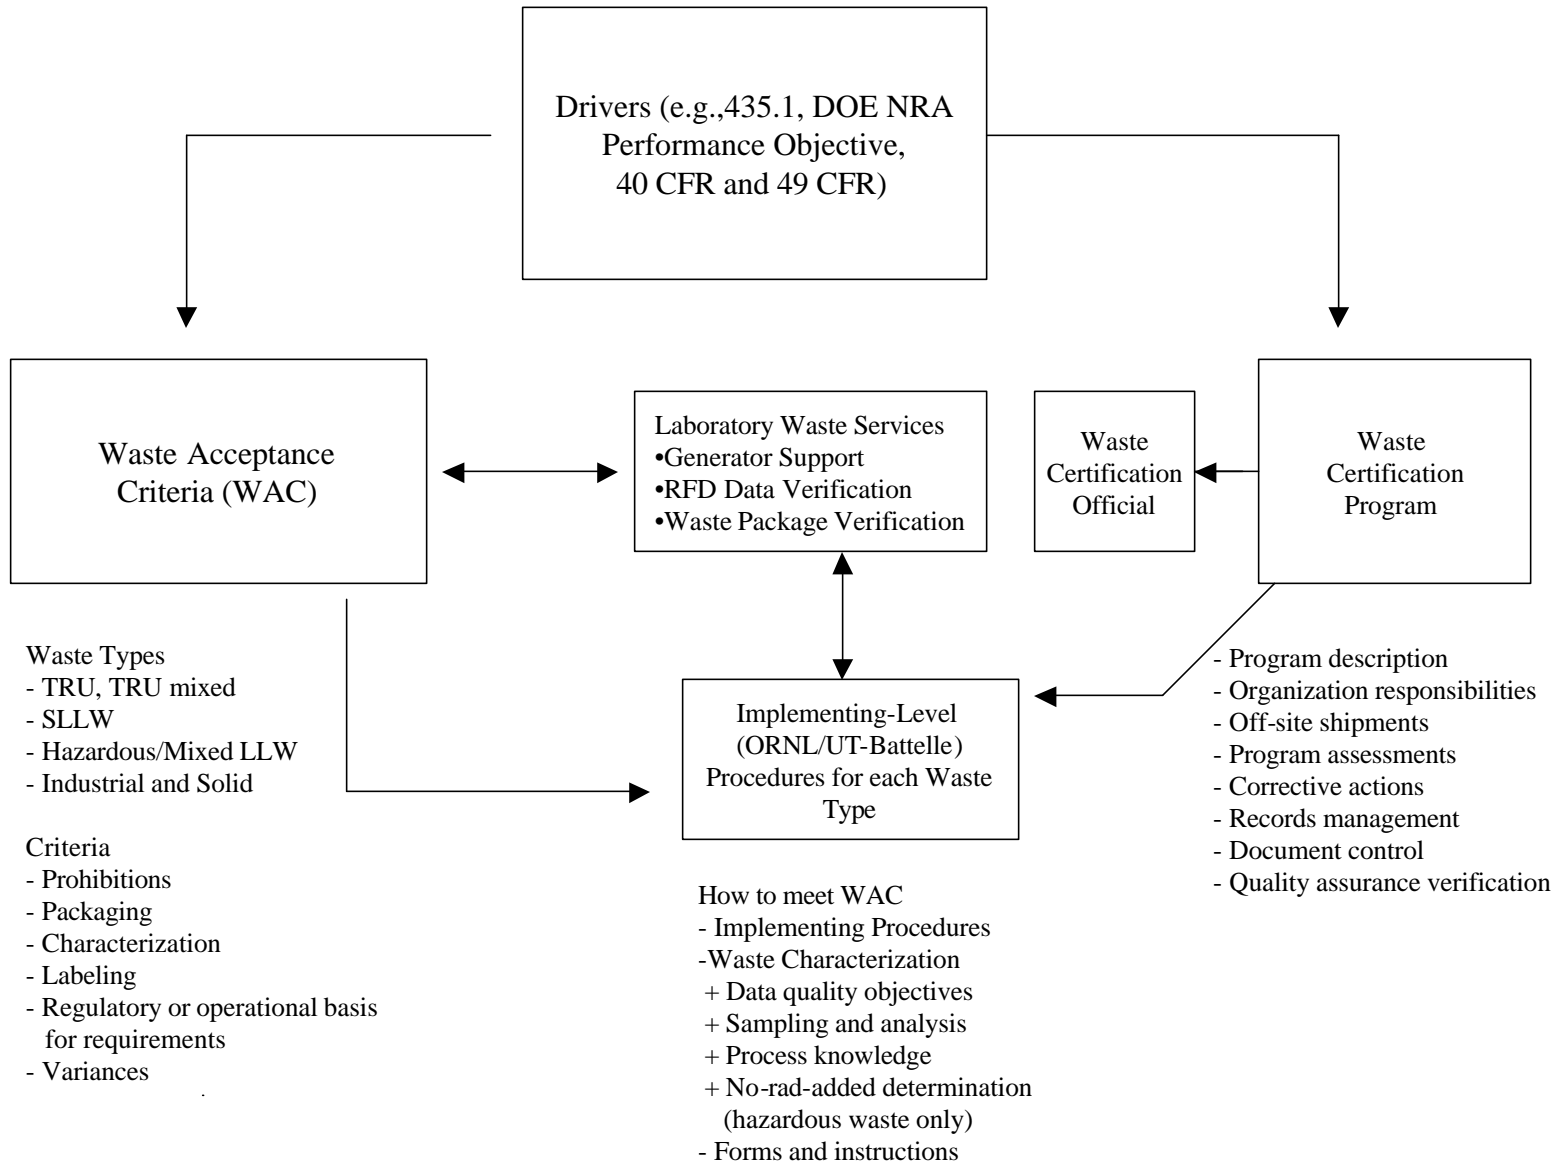 Drivers (e.g.,435.1, DOE NRA
Performance Objective,
40 CFR and 49 CFR)
Waste Acceptance
Criteria (WAC)
Laboratory Waste Services
•Generator Support
•RFD Data Verification
•Waste Package Verification
Waste
Certification
Official
Waste
Certification
Program
Waste Types
- TRU, TRU mixed
- SLLW
- Hazardous/Mixed LLW
- Industrial and Solid
Criteria
- Prohibitions
- Packaging
- Characterization
- Labeling
- Regulatory or operational basis
for requirements
- Variances
Implementing-Level
(ORNL/UT-Battelle)
Procedures for each Waste
Type
How to meet WAC
- Implementing Procedures
-Waste Characterization
+ Data quality objectives
+ Sampling and analysis
+ Process knowledge
+ No-rad-added determination
(hazardous waste only)
- Forms and instructions
- Program description
- Organization responsibilities
- Off-site shipments
- Program assessments
- Corrective actions
- Records management
- Document control
- Quality assurance verification